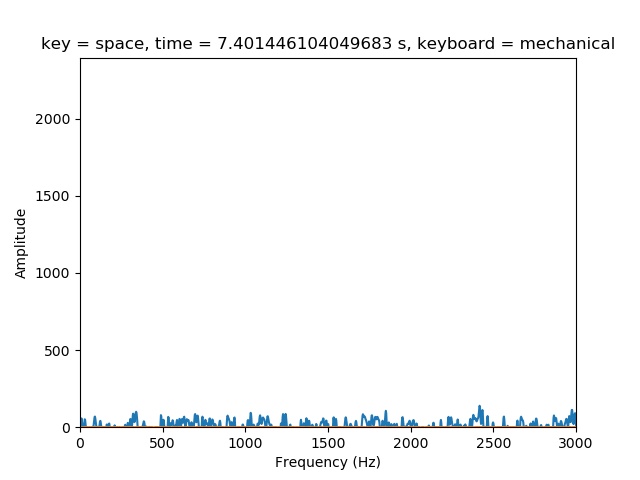 key = space, time = 7.401446104049683 s, keyboard = mechanical
2000
1500
1000
500
0
Amplitude
0 500 1000 1500 2000 2500 3000
Frequency (Hz)